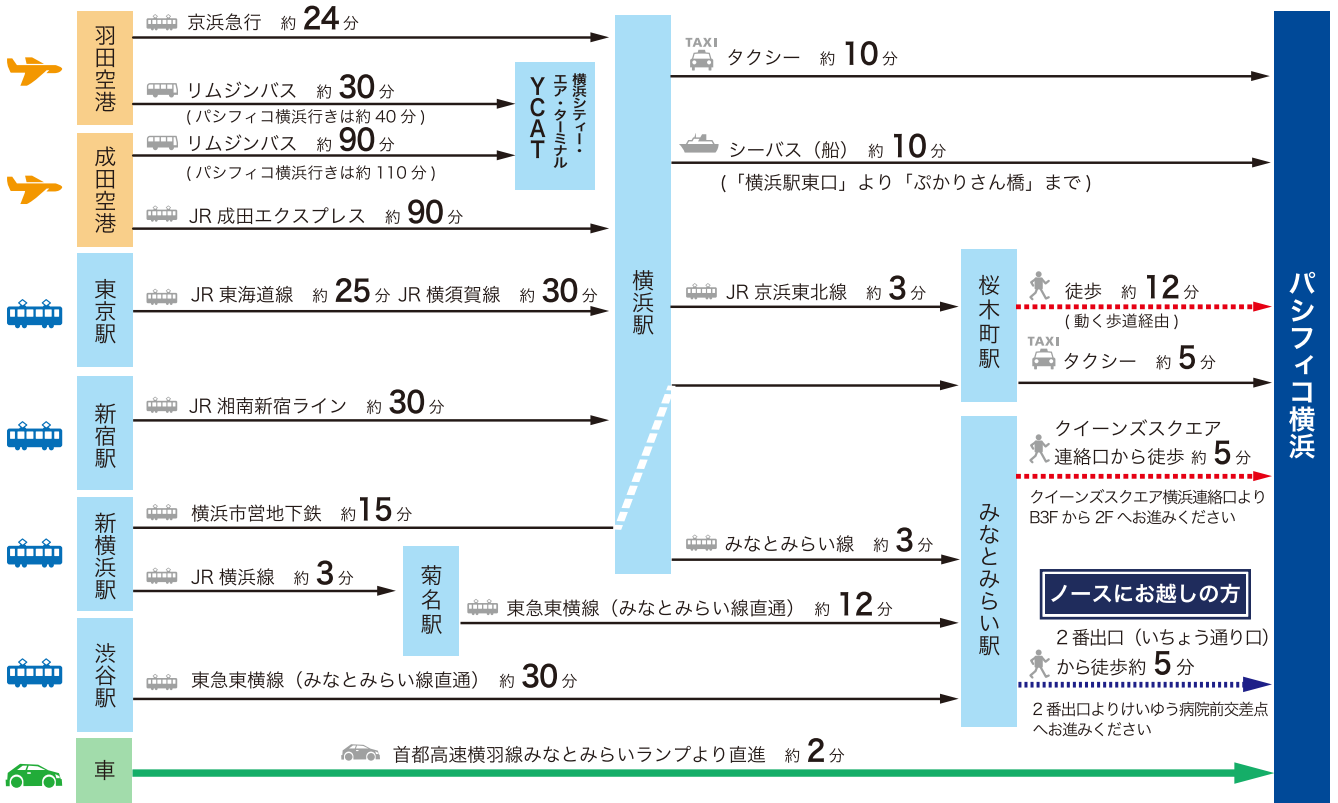 羽田空港
京浜急行 約24分
リムジンバス 約30分
(パシフィコ横浜行きは約40分)
成田空港
リムジンバス 約90分
(パシフィコ横浜行きは約110分)
JR成田エクスプレス 約90分
横浜シティー・
エア・ターミナル
YCAT
東京駅
JR東海道線 約25分 JR横須賀線 約30分
新宿駅
JR湘南新宿ライン 約30分
新横浜駅
横浜市営地下鉄 約15分
JR横浜線 約3分
菊名駅
東急東横線（みなとみらい線直通） 約12分
渋谷駅
東急東横線（みなとみらい線直通） 約30分
車
首都高速横羽線みなとみらいランプより直進 約2分
横浜駅
TAXI
タクシー 約10分
シーバス（船） 約10分
(「横浜駅東口」より「ぷかりさん橋」まで)
JR京浜東北線 約3分
桜木町駅
徒歩 約12分
(動く歩道経由)
TAXI
タクシー 約5分
みなとみらい線 約3分
みなとみらい駅
クイーンズスクエア
連絡口から徒歩 約5分
クイーンズスクエア横浜連絡口より
B3Fから2Fへお進みください
ノースにお越しの方
2番出口（いちょう通り口）
から徒歩約5分
2番出口よりけいゆう病院前交差点
へお進みください
パシフィコ横浜